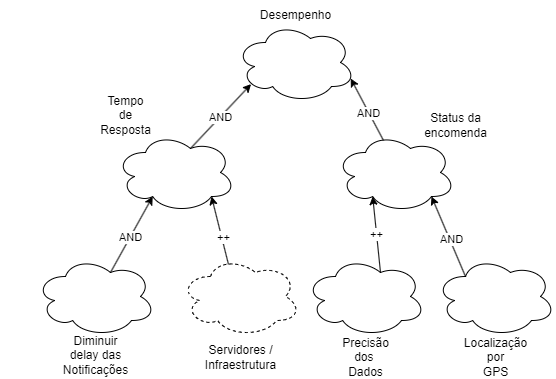 Desempenho
Tempo
de
Resposta
AND
AND
Status da
encomenda
AND
++
++
AND
Diminuir
delay das
Notificações
Servidores /
Infraestrutura
Precisão
dos
Dados
Localização
por
GPS